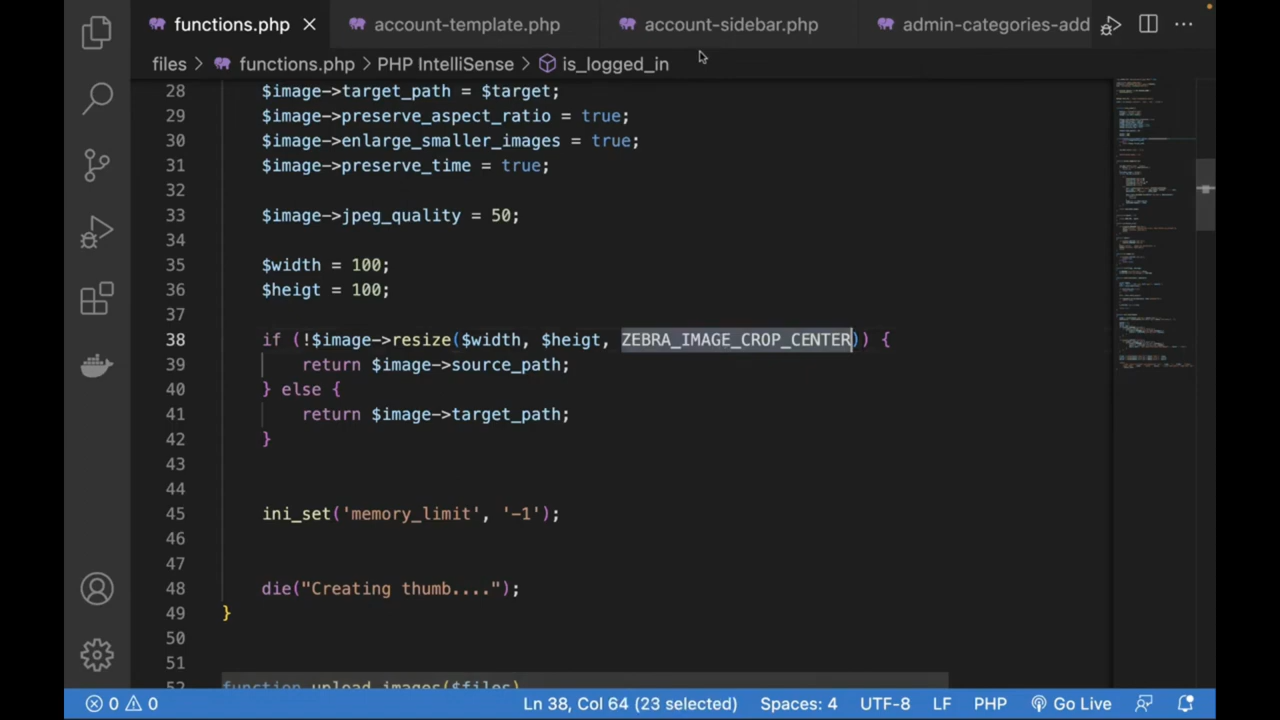 functions.php
account-template.php
account-sidebar.php
admin-categories-add
files > functions.php > PHP IntelliSense > is_logged_in
28 $image->target_path = $target;
29 $image->preserve_aspect_ratio = true;
30 $image->enlarge_smaller_images = true;
31 $image->preserve_time = true;
32
33 $image->jpeg_quality = 50;
34
35 $width = 100;
36 $heigt = 100;
37
38 if (!$image->resize($width, $heigt, ZEBRA_IMAGE_CROP_CENTER)) {
39 return $image->source_path;
40 } else {
41 return $image->target_path;
42 }
43
44
45 ini_set('memory_limit', '-1');
46
47
48 die("Creating thumb....");
49 }
50
51
52 function upload_images($files)
0 0 Ln 38, Col 64 (23 selected) Spaces: 4 UTF-8 LF PHP Go Live